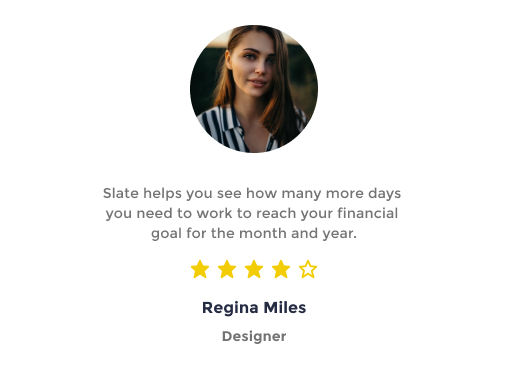 Slate helps you see how many more days
you need to work to reach your financial
goal for the month and year.
Regina Miles
Designer